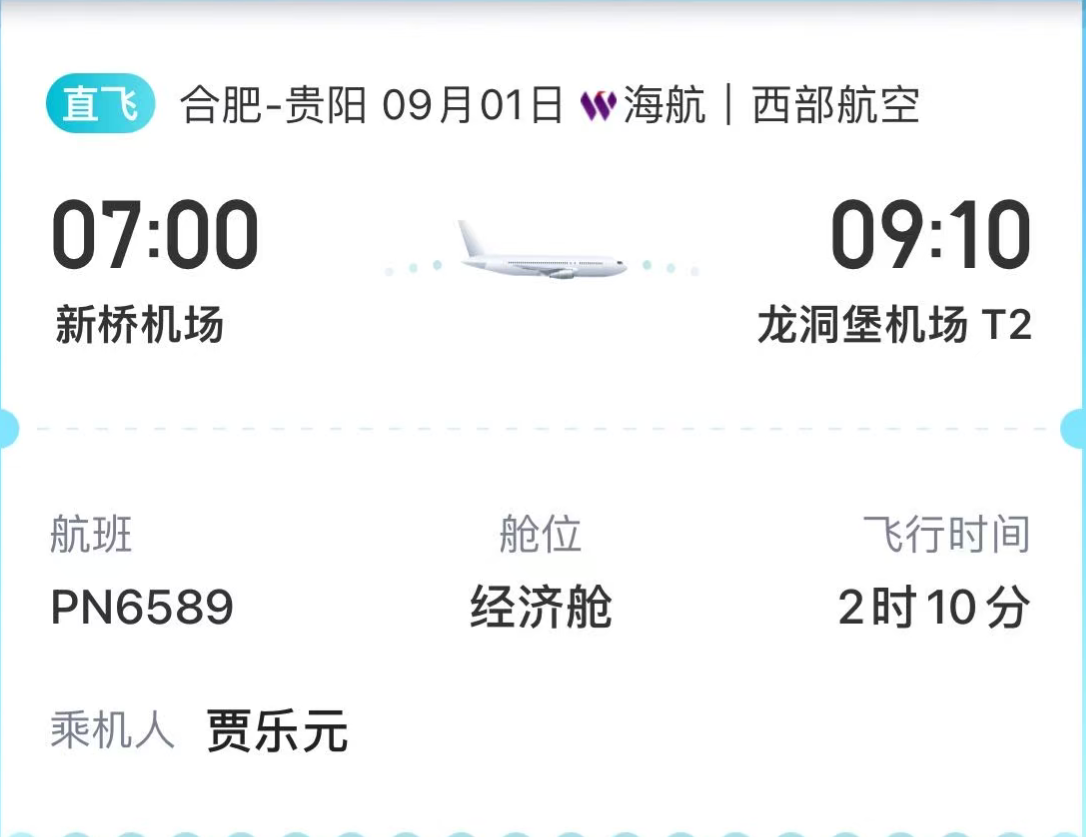 直飞 合肥-贵阳 09月01日 海航｜西部航空
07:00 09:10
新桥机场 龙洞堡机场 T2
航班 舱位 飞行时间
PN6589 经济舱 2时10分
乘机人 贾乐元